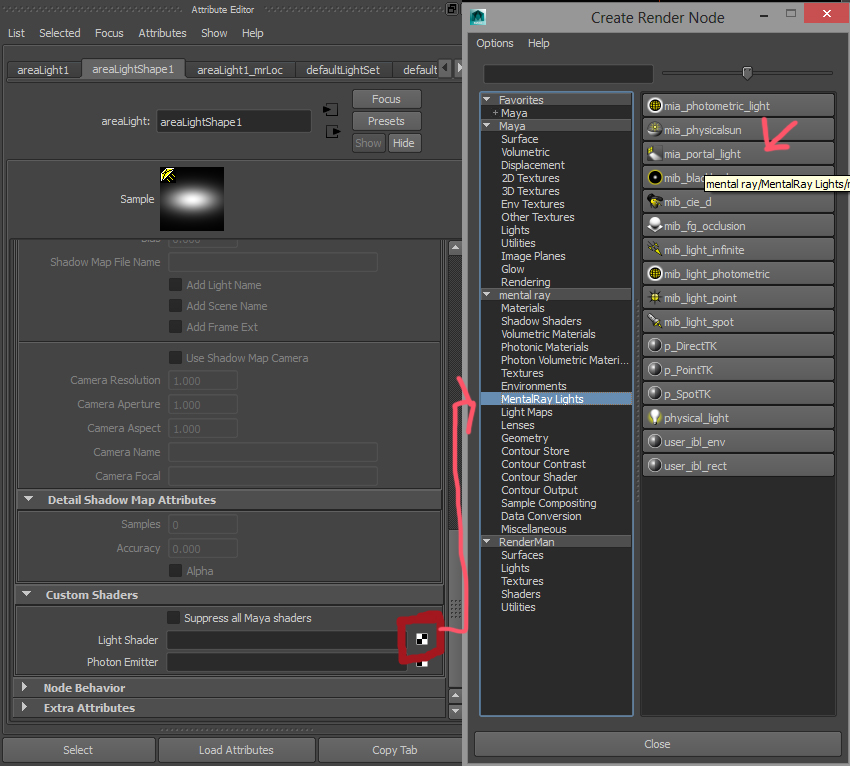 Attribute Editor
List Selected Focus Attributes Show Help
areaLight1 areaLightShape1 areaLight1_mrLoc defaultLightSet default
areaLight: areaLightShape1
Focus
Presets
Show Hide
Sample
0.000
Shadow Map File Name
Add Light Name
Add Scene Name
Add Frame Ext
Use Shadow Map Camera
Camera Resolution 1.000
Camera Aperture 1.000
Camera Aspect 1.000
Camera Name
Camera Focal
Detail Shadow Map Attributes
Samples 0
Accuracy 0.000
Alpha
Custom Shaders
Suppress all Maya shaders
Light Shader
Photon Emitter
Node Behavior
Extra Attributes
Select Load Attributes Copy Tab
Create Render Node
Options Help
Favorites
+ Maya
Maya
Surface
Volumetric
Displacement
2D Textures
3D Textures
Env Textures
Other Textures
Lights
Utilities
Image Planes
Glow
Rendering
mental ray
Materials
Shadow Shaders
Volumetric Materials
Photonic Materials
Photon Volumetric Materi...
Textures
Environments
MentalRay Lights
Light Maps
Lenses
Geometry
Contour Store
Contour Contrast
Contour Shader
Contour Output
Sample Compositing
Data Conversion
Miscellaneous
RenderMan
Surfaces
Lights
Textures
Shaders
Utilities
mia_photometric_light
mia_physicalsun
mia_portal_light
mental ray/MentalRay Lights/
mib_cie_d
mib_fg_occlusion
mib_light_infinite
mib_light_photometric
mib_light_point
mib_light_spot
p_DirectTK
p_PointTK
p_SpotTK
physical_light
user_ibl_env
user_ibl_rect
Close